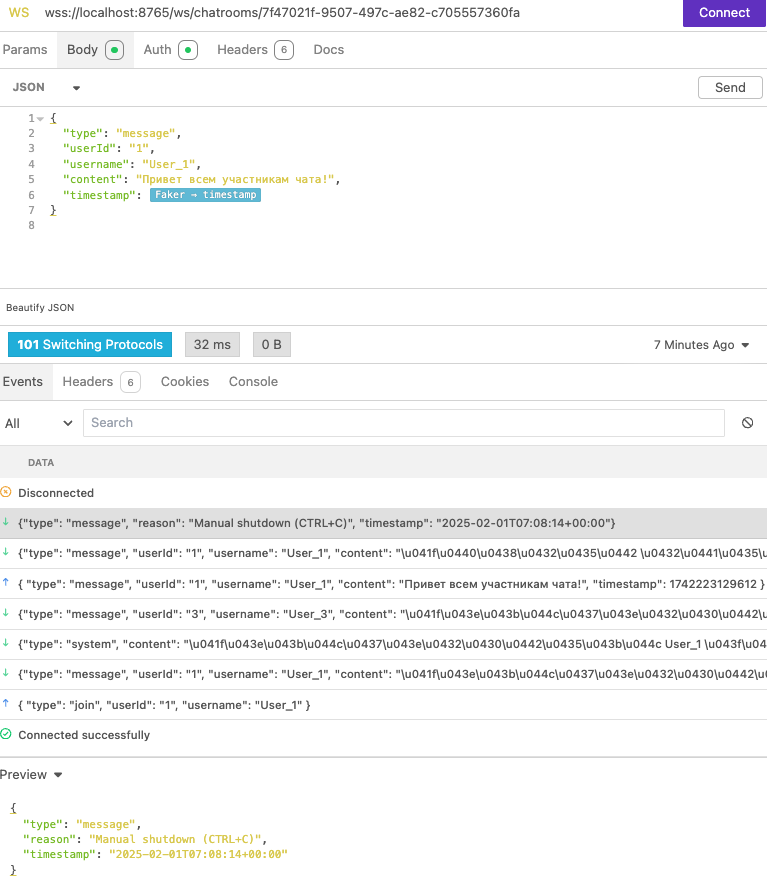 WS wss://localhost:8765/ws/chatrooms/7f47021f-9507-497c-ae82-c705557360fa Connect
Params Body Auth Headers 6 Docs
JSON Send
1 {
2 "type": "message",
3 "userId": "1",
4 "username": "User_1",
5 "content": "Привет всем участникам чата!",
6 "timestamp": Faker → timestamp
7 }
8
Beautify JSON
101 Switching Protocols 32 ms 0 B 7 Minutes Ago
Events Headers 6 Cookies Console
All Search
DATA
Disconnected
{"type": "message", "reason": "Manual shutdown (CTRL+C)", "timestamp": "2025-02-01T07:08:14+00:00"}
{"type": "message", "userId": "1", "username": "User_1", "content": "\u041f\u0440\u0438\u0432\u0435\u0442 \u0432\u0441\u0435\u
{ "type": "message", "userId": "1", "username": "User_1", "content": "Привет всем участникам чата!", "timestamp": 1742223129612 }
{"type": "message", "userId": "3", "username": "User_3", "content": "\u041f\u043e\u043b\u044c\u0437\u043e\u0432\u0430\u0442\u
{"type": "system", "content": "\u041f\u043e\u043b\u044c\u0437\u043e\u0432\u0430\u0442\u0435\u043b\u044c User_1 \u043f\u04
{"type": "message", "userId": "1", "username": "User_1", "content": "\u041f\u043e\u043b\u044c\u0437\u043e\u0432\u0430\u0442\u0
{ "type": "join", "userId": "1", "username": "User_1" }
Connected successfully
Preview
{
"type": "message",
"reason": "Manual shutdown (CTRL+C)",
"timestamp": "2025-02-01T07:08:14+00:00"
}